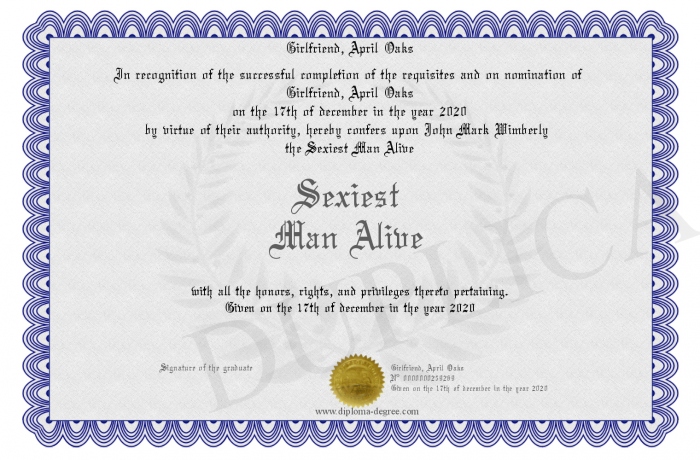 Girlfriend, April Oaks
In recognition of the successful completion of the requisites and on nomination of
Girlfriend, April Oaks
on the 17th of december in the year 2020
by virtue of their authority, hereby confers upon John Mark Wimberly
the Sexiest Man Alive
Sexiest
Man Alive
with all the honors, rights, and privileges thereto pertaining.
Given on the 17th of december in the year 2020
DUPLICA
Signature of the graduate
Girlfriend, April Oaks
Given on the 17th of december in the year 2020
www.diploma-degree.com